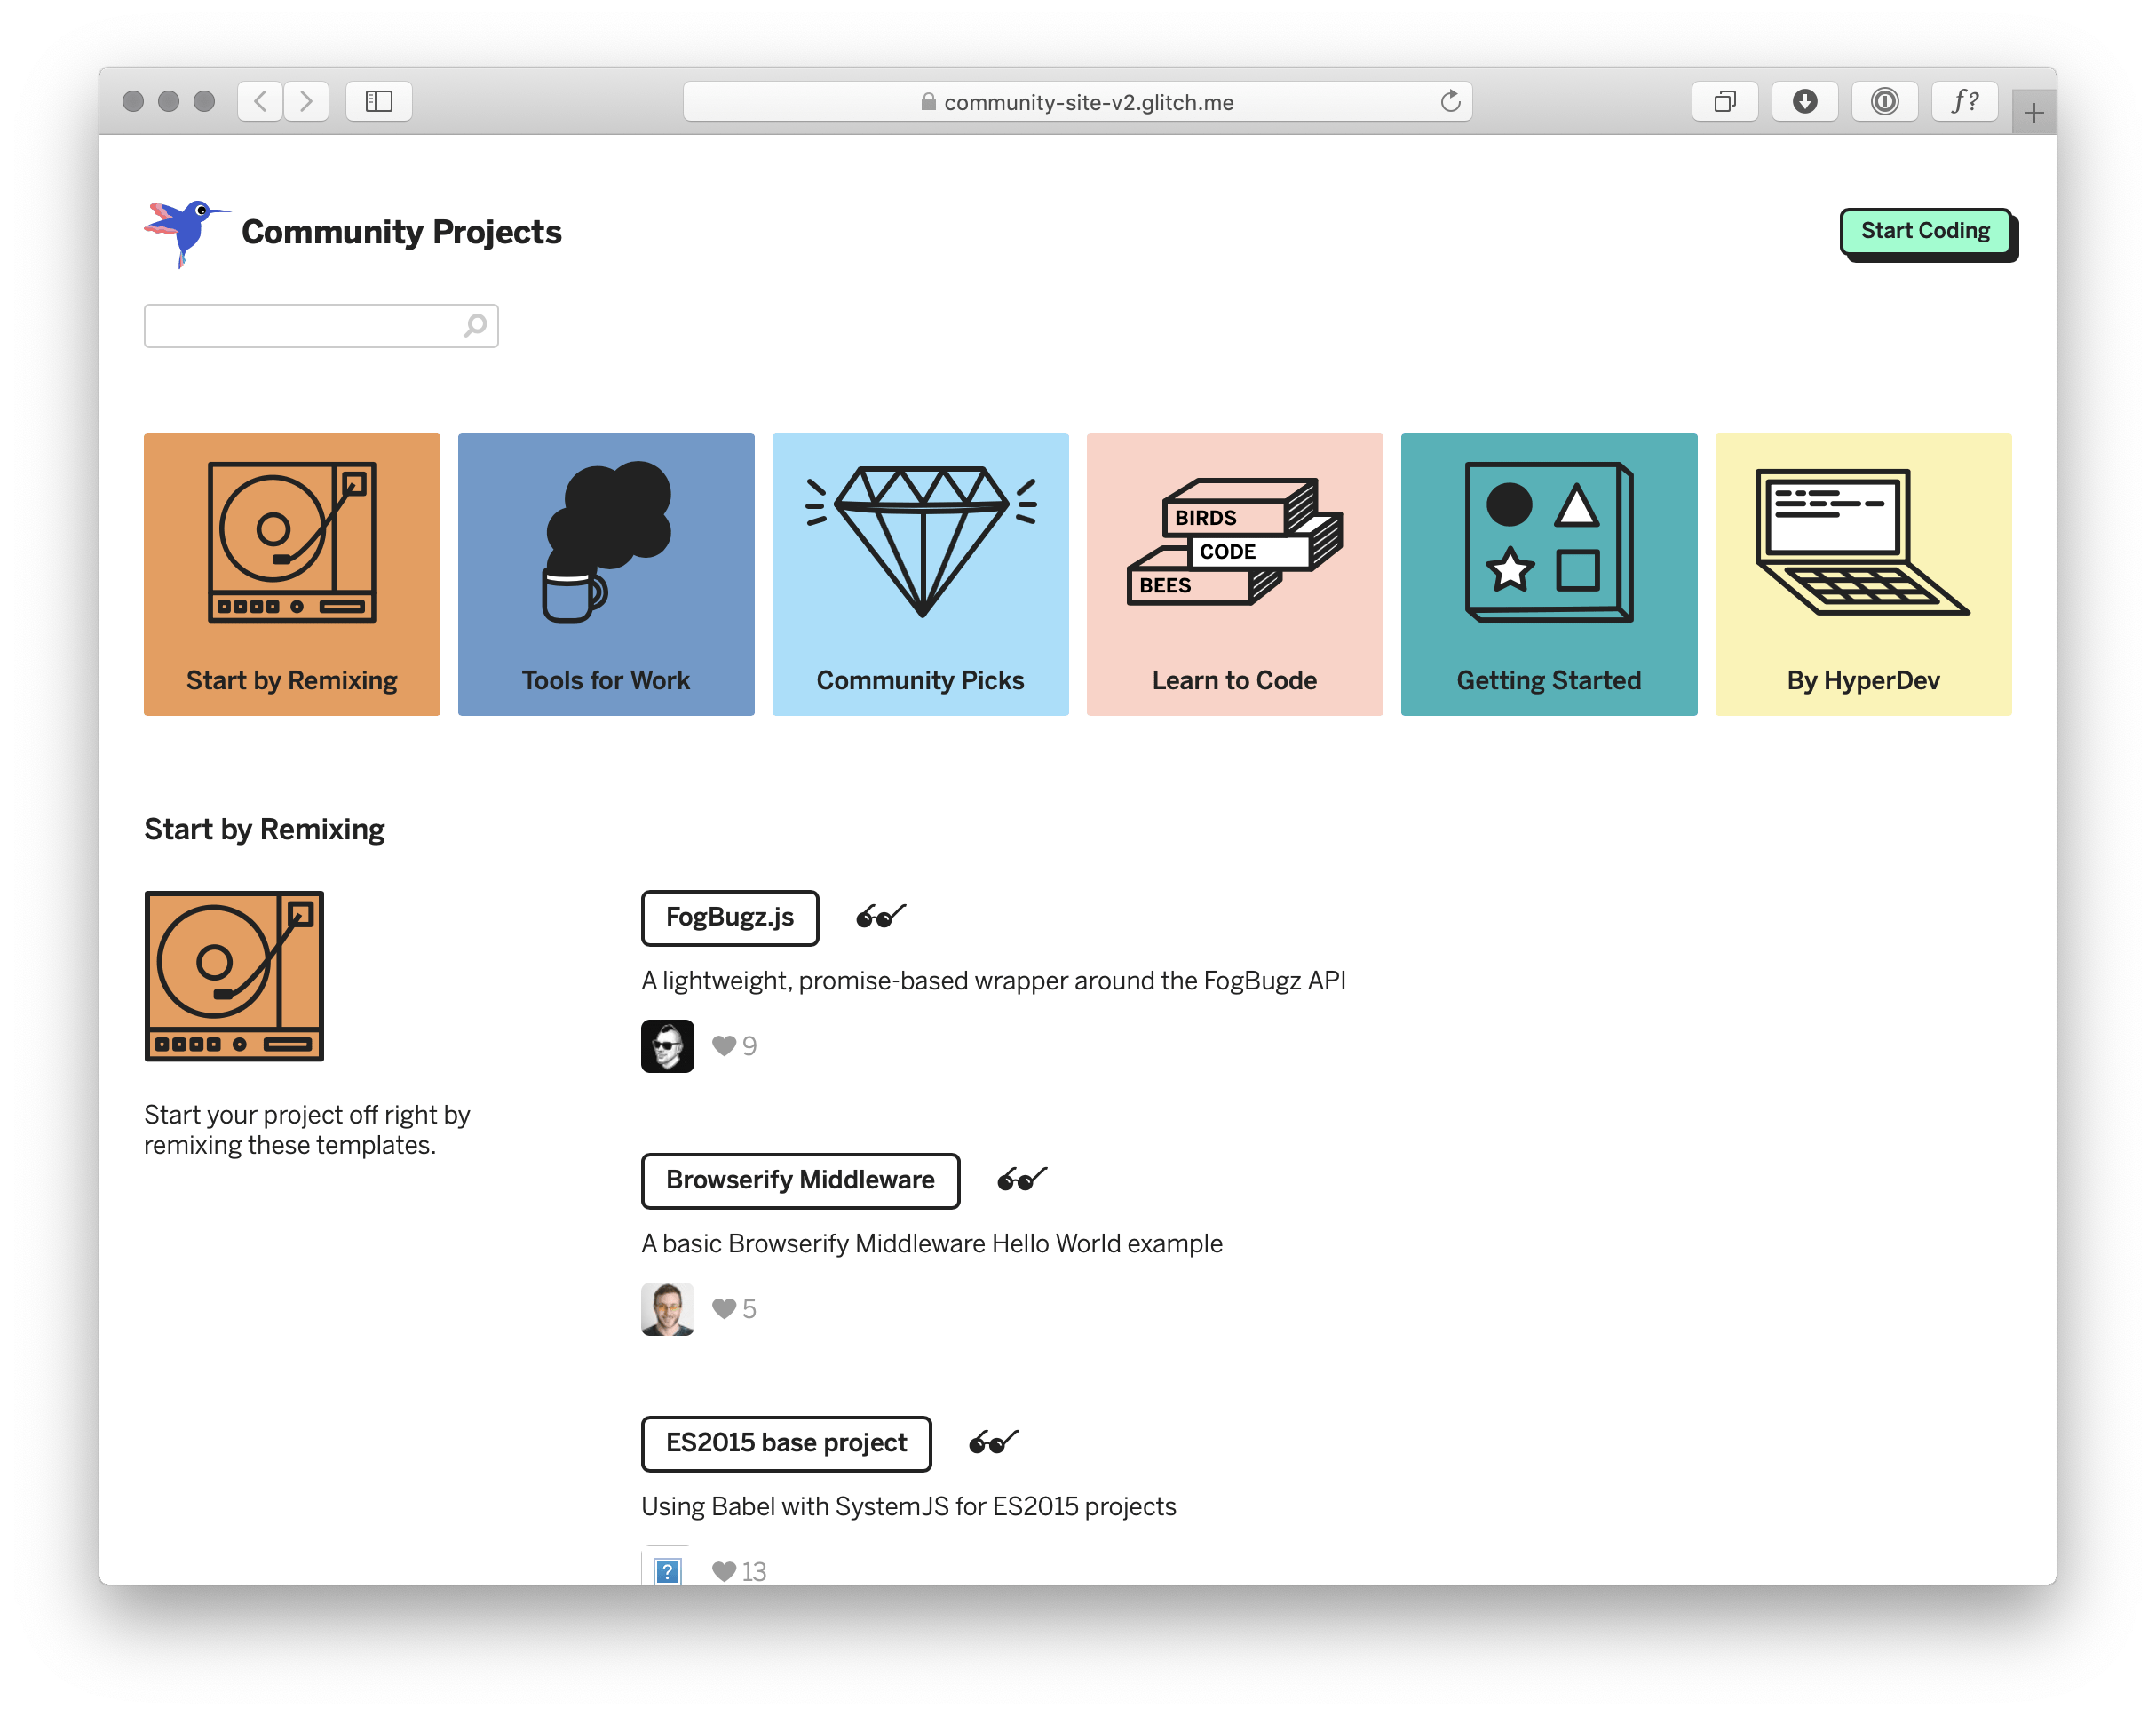 community-site-v2.glitch.me
f?
Community Projects
Start Coding
BIRDS
CODE
BEES
Start by Remixing
Tools for Work
Community Picks
Learn to Code
Getting Started
By HyperDev
Start by Remixing
Start your project off right by
remixing these templates.
FogBugz.js
A lightweight, promise-based wrapper around the FogBugz API
9
Browserify Middleware
A basic Browserify Middleware Hello World example
5
ES2015 base project
Using Babel with SystemJS for ES2015 projects
?
13